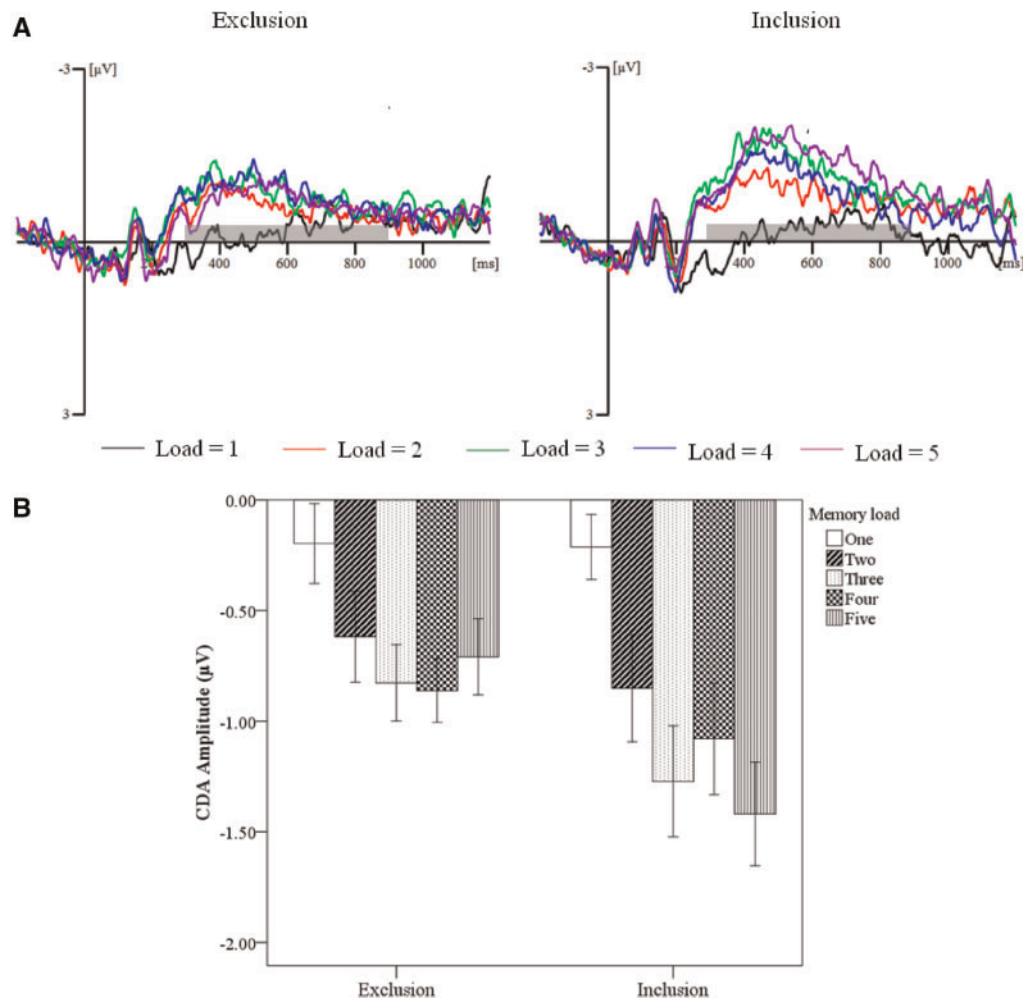 A
Exclusion
Inclusion
-3 [µV]
-3 [µV]
400 600 800 1000 [ms]
400 600 800 1000 [ms]
3
3
Load = 1 Load = 2 Load = 3 Load = 4 Load = 5
B
0.00
-0.50
-1.00
-1.50
-2.00
CDA Amplitude (µV)
Exclusion
Inclusion
Memory load
One
Two
Three
Four
Five